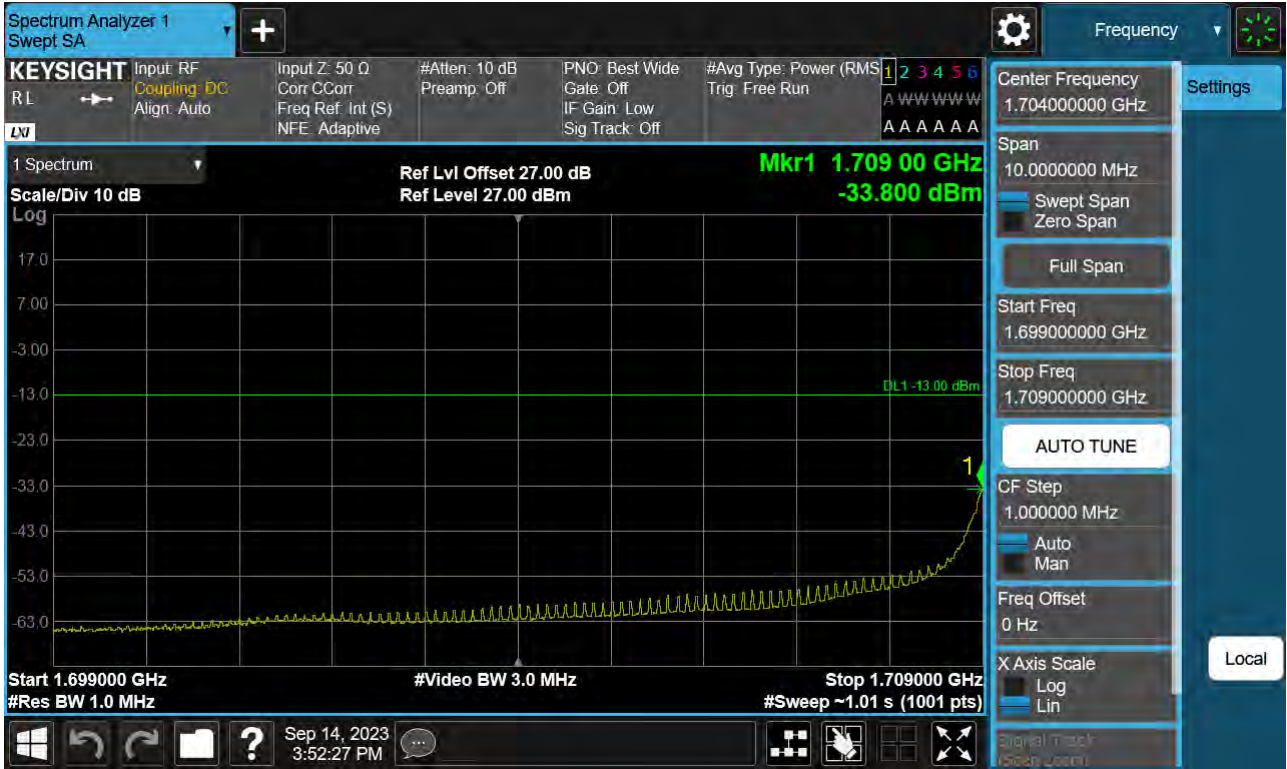 Spectrum Analyzer 1
Swept SA
+
Frequency
KEYSIGHT
RL
LXI
Input: RF
Coupling: DC
Align: Auto
Input Z: 50 Ω
Corr CCorr
Freq Ref: Int (S)
NFE: Adaptive
#Atten: 10 dB
Preamp: Off
PNO: Best Wide
Gate: Off
IF Gain: Low
Sig Track: Off
#Avg Type: Power (RMS
Trig: Free Run
1 2 3 4 5 6
A W W W W W
A A A A A A
1 Spectrum
Scale/Div 10 dB
Log
Ref Lvl Offset 27.00 dB
Ref Level 27.00 dBm
Mkr1 1.709 00 GHz
-33.800 dBm
17.0
7.00
-3.00
-13.0
DL1 -13.00 dBm
-23.0
1
-33.0
-43.0
-53.0
-63.0
Start 1.699000 GHz
#Res BW 1.0 MHz
#Video BW 3.0 MHz
Stop 1.709000 GHz
#Sweep ~1.01 s (1001 pts)
?
Sep 14, 2023
3:52:27 PM
Center Frequency
1.704000000 GHz
Span
10.0000000 MHz
Swept Span
Zero Span
Full Span
Start Freq
1.699000000 GHz
Stop Freq
1.709000000 GHz
AUTO TUNE
CF Step
1.000000 MHz
Auto
Man
Freq Offset
0 Hz
X Axis Scale
Log
Lin
Signal Track
(Span Zoom)
Settings
Local